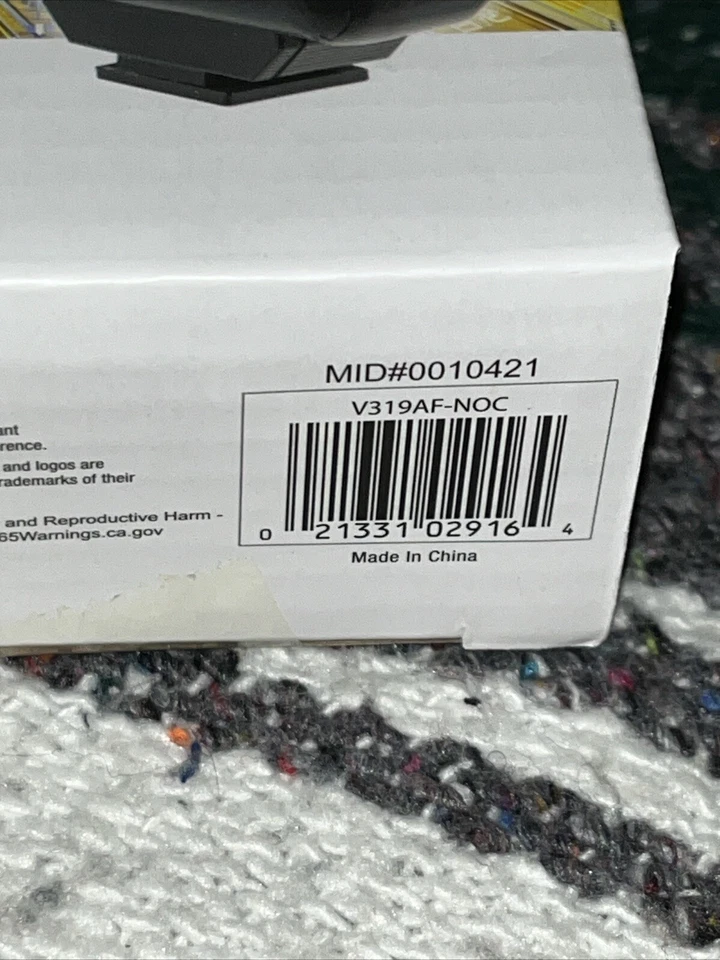 MID#0010421
V319AF-NOC
0 21331 02916 4
Made In China
rence.
and logos are
rademarks of their
and Reproductive Harm -
65Warnings.ca.gov